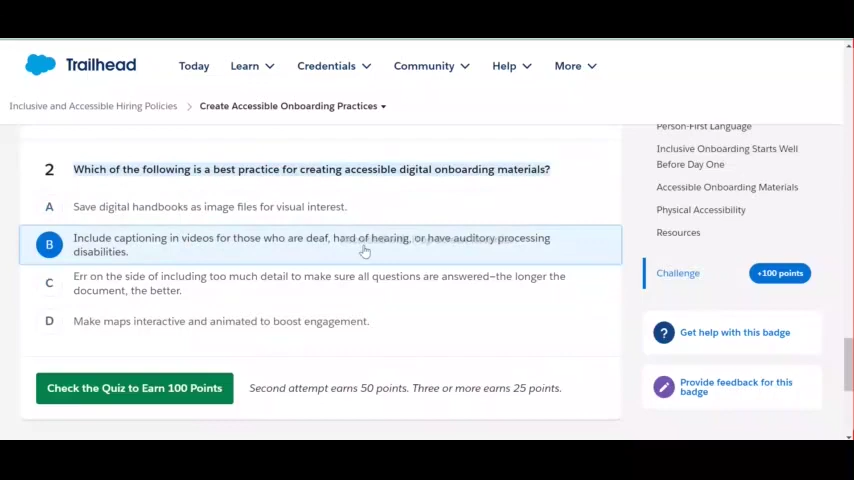 Trailhead
Today Learn Credentials Community Help More
Inclusive and Accessible Hiring Policies > Create Accessible Onboarding Practices
Person-First Language
Inclusive Onboarding Starts Well
Before Day One
Accessible Onboarding Materials
Physical Accessibility
Resources
Challenge +100 points
Get help with this badge
Provide feedback for this
badge
2 Which of the following is a best practice for creating accessible digital onboarding materials?
A Save digital handbooks as image files for visual interest.
B Include captioning in videos for those who are deaf, hard of hearing, or have auditory processing
disabilities.
C Err on the side of including too much detail to make sure all questions are answered—the longer the
document, the better.
D Make maps interactive and animated to boost engagement.
Check the Quiz to Earn 100 Points Second attempt earns 50 points. Three or more earns 25 points.